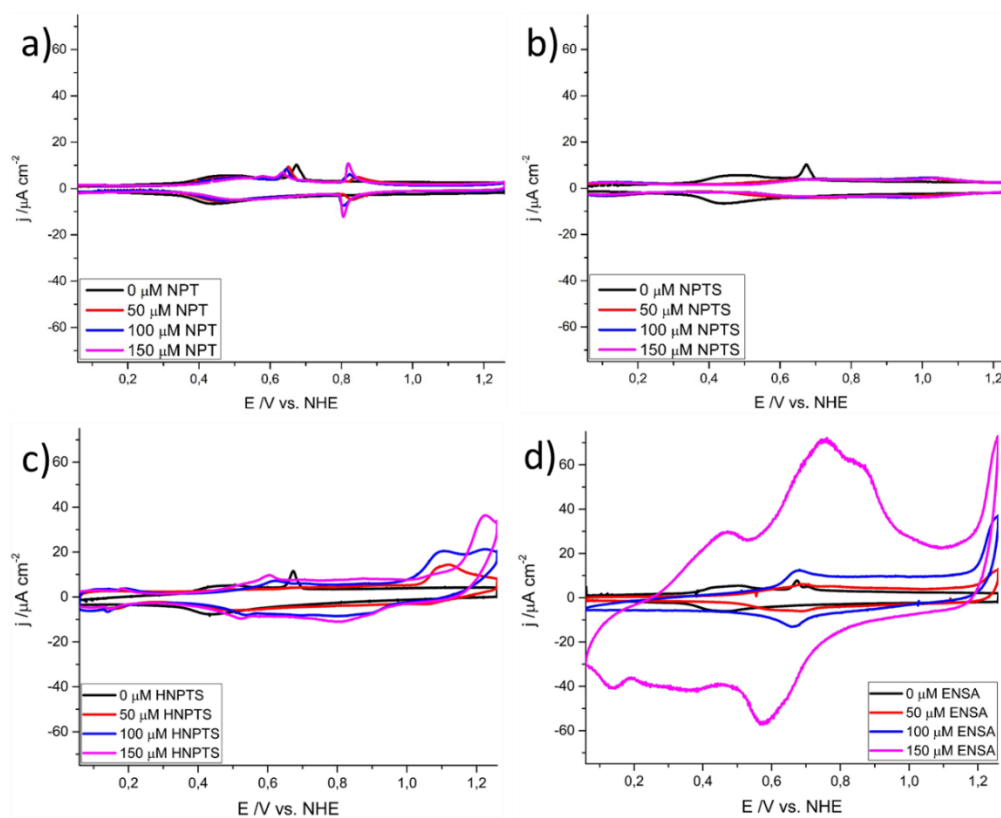 a)
j /μA cm⁻²
60
40
20
0
-20
-40
-60
0 μM NPT
50 μM NPT
100 μM NPT
150 μM NPT
0,2 0,4 0,6 0,8 1,0 1,2
E /V vs. NHE
b)
j /μA cm⁻²
60
40
20
0
-20
-40
-60
0 μM NPTS
50 μM NPTS
100 μM NPTS
150 μM NPTS
0,2 0,4 0,6 0,8 1,0 1,2
E /V vs. NHE
c)
j /μA cm⁻²
60
40
20
0
-20
-40
-60
0 μM HNPTS
50 μM HNPTS
100 μM HNPTS
150 μM HNPTS
0,2 0,4 0,6 0,8 1,0 1,2
E /V vs. NHE
d)
j /μA cm⁻²
60
40
20
0
-20
-40
-60
0 μM ENSA
50 μM ENSA
100 μM ENSA
150 μM ENSA
0,2 0,4 0,6 0,8 1,0 1,2
E /V vs. NHE